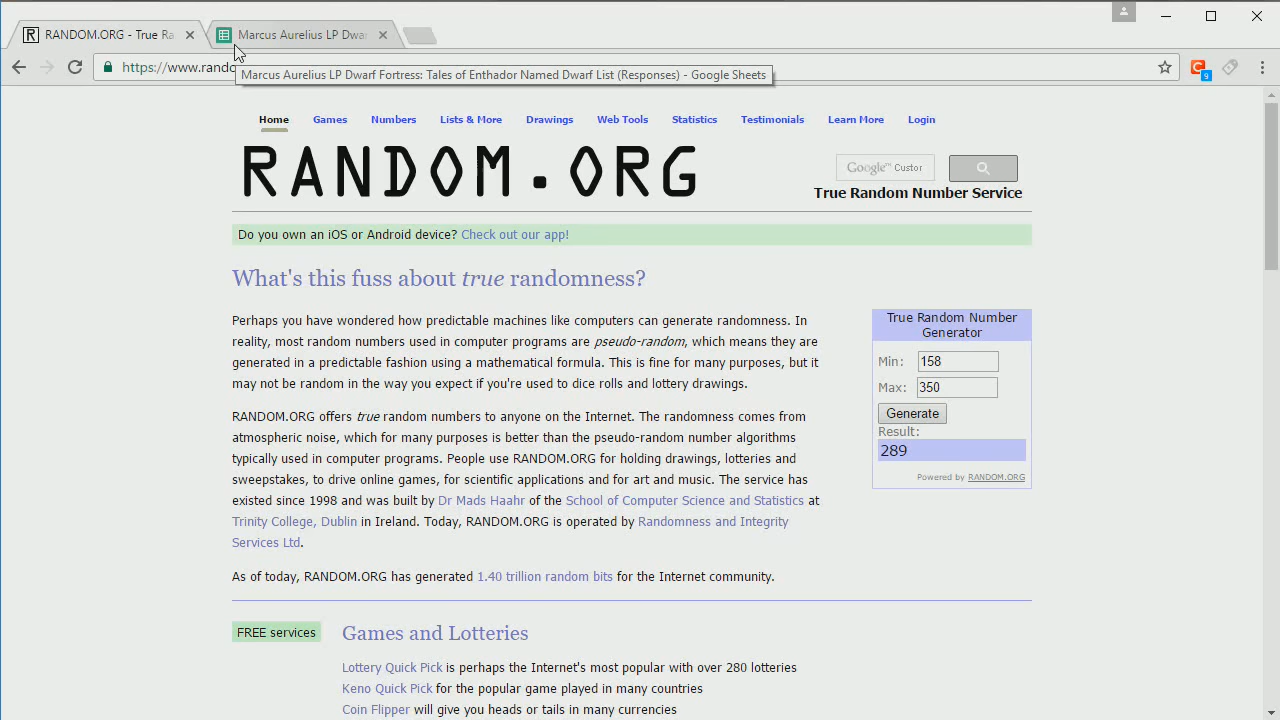 RANDOM.ORG - True Ra
Marcus Aurelius LP Dwar
https://www.rando
Marcus Aurelius LP Dwarf Fortress: Tales of Enthedor Named Dwarf List (Responses) - Google Sheets
9
Home Games Numbers Lists & More Drawings Web Tools Statistics Testimonials Learn More Login
RANDOM.ORG
Google™ Custor
True Random Number Service
Do you own an iOS or Android device? Check out our app!
What's this fuss about true randomness?
Perhaps you have wondered how predictable machines like computers can generate randomness. In
reality, most random numbers used in computer programs are pseudo-random, which means they are
generated in a predictable fashion using a mathematical formula. This is fine for many purposes, but it
may not be random in the way you expect if you're used to dice rolls and lottery drawings.
RANDOM.ORG offers true random numbers to anyone on the Internet. The randomness comes from
atmospheric noise, which for many purposes is better than the pseudo-random number algorithms
typically used in computer programs. People use RANDOM.ORG for holding drawings, lotteries and
sweepstakes, to drive online games, for scientific applications and for art and music. The service has
existed since 1998 and was built by Dr Mads Haahr of the School of Computer Science and Statistics at
Trinity College, Dublin in Ireland. Today, RANDOM.ORG is operated by Randomness and Integrity
Services Ltd.
As of today, RANDOM.ORG has generated 1.40 trillion random bits for the Internet community.
True Random Number
Generator
Min: 158
Max: 350
Generate
Result:
289
Powered by RANDOM.ORG
FREE services
Games and Lotteries
Lottery Quick Pick is perhaps the Internet's most popular with over 280 lotteries
Keno Quick Pick for the popular game played in many countries
Coin Flipper will give you heads or tails in many currencies